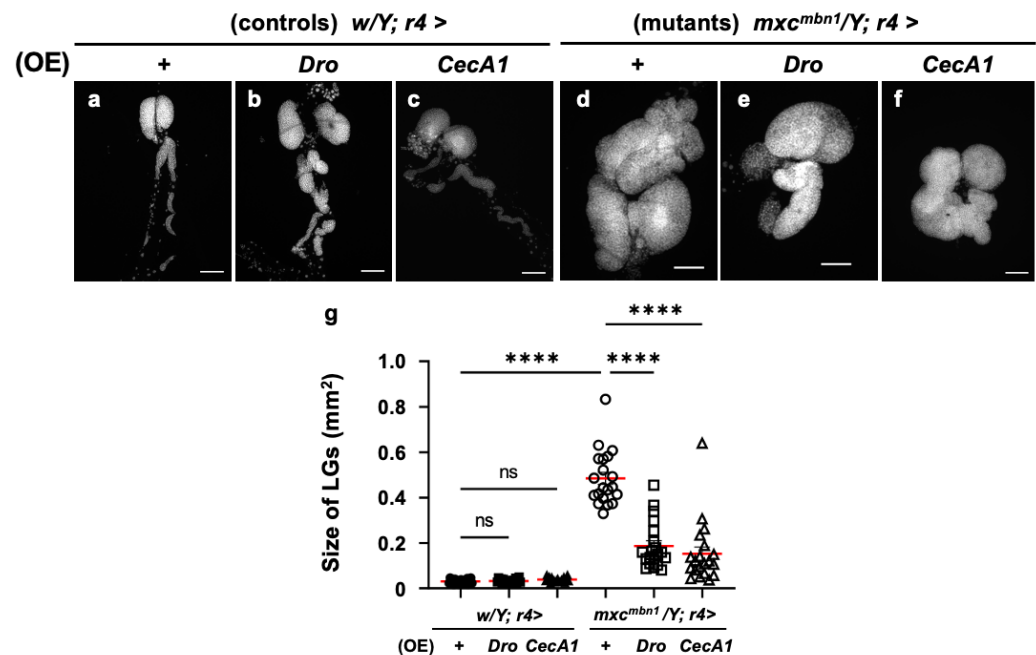 (controls) w/Y; r4 > (mutants) mxc^mbn1/Y; r4 >
(OE) + Dro CecA1 + Dro CecA1
a b c d e f
g
****
**** ****
1.0
0.8
0.6
0.4
0.2
0
Size of LGs (mm²)
ns
ns
w/Y; r4> mxc^mbn1 /Y; r4>
(OE) + Dro CecA1 + Dro CecA1